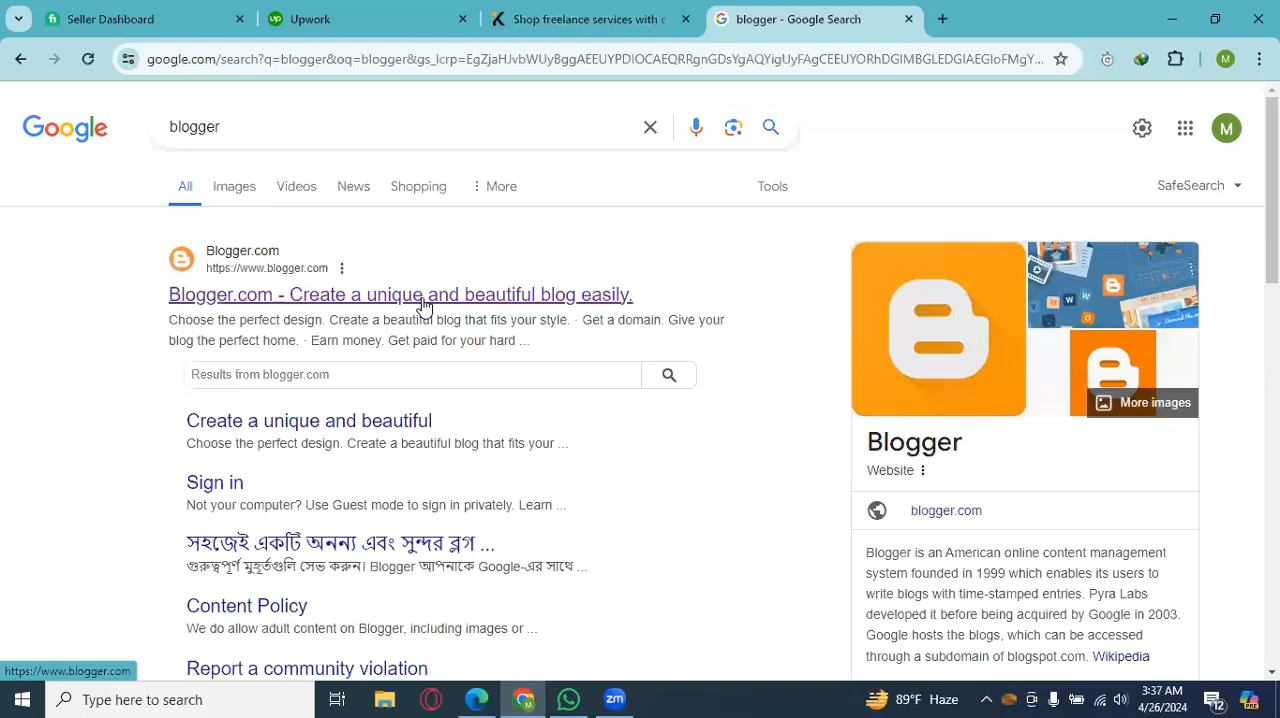 Seller Dashboard
Upwork
Shop freelance services with c
blogger - Google Search
google.com/search?q=blogger&oq=blogger&gs_lcrp=EgZjaHJvbWUyBggAEEUYPDIOCAEQRRgnGDsYgAQYigUyFAgCEEUYORhDGIMBGLEDGIAEGIoFMgY...
M
Google
blogger
M
All
Images
Videos
News
Shopping
More
Tools
SafeSearch
Blogger.com
https://www.blogger.com
Blogger.com - Create a unique and beautiful blog easily.
Choose the perfect design. Create a beautiful blog that fits your style. · Get a domain. Give your
blog the perfect home. · Earn money. Get paid for your hard ...
Results from blogger.com
Create a unique and beautiful
Choose the perfect design. Create a beautiful blog that fits your ...
Sign in
Not your computer? Use Guest mode to sign in privately. Learn ...
সহজেই একটি অনন্য এবং সুন্দর ব্লগ ...
গুরুত্বপূর্ণ মুহূর্তগুলি সেভ করুন। Blogger আপনাকে Google-এর সাথে ...
Content Policy
We do allow adult content on Blogger, including images or ...
Report a community violation
More images
Blogger
Website
blogger.com
Blogger is an American online content management
system founded in 1999 which enables its users to
write blogs with time-stamped entries. Pyra Labs
developed it before being acquired by Google in 2003.
Google hosts the blogs, which can be accessed
through a subdomain of blogspot.com. Wikipedia
https://www.blogger.com
Type here to search
zm
89°F Haze
3:37 AM
4/26/2024
12